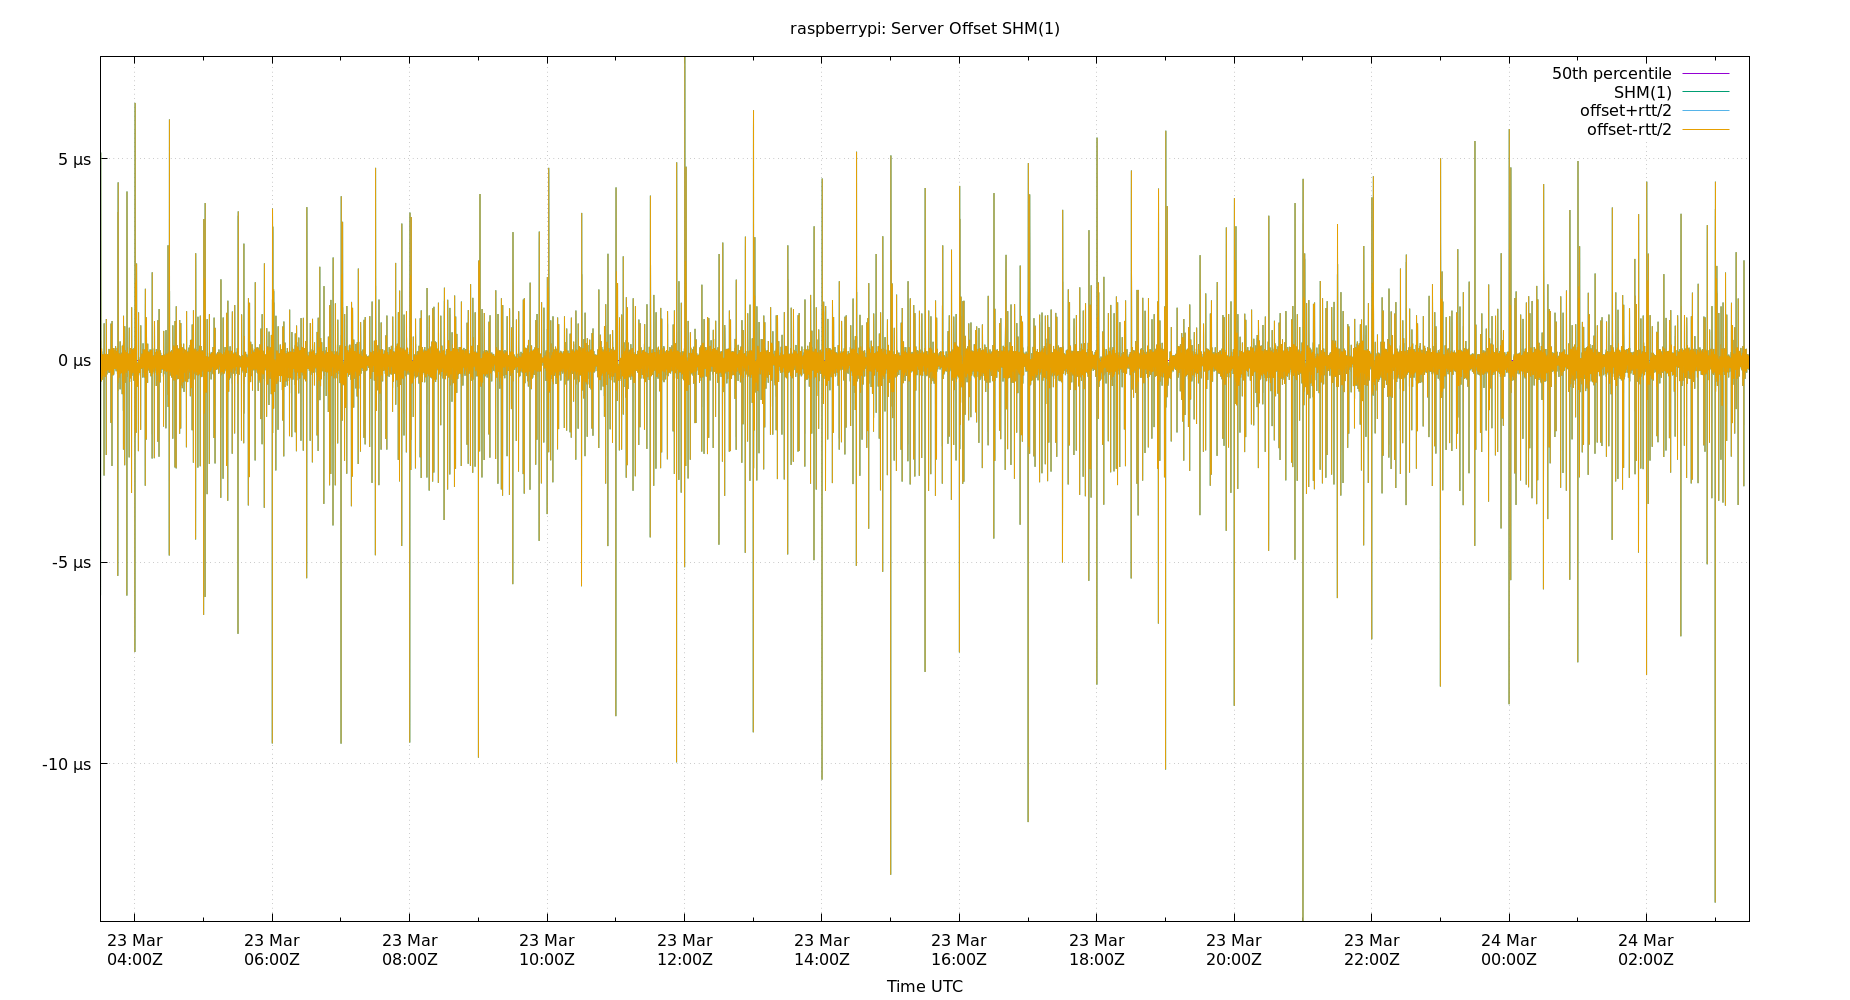 raspberrypi: Server Offset SHM(1)
50th percentile
SHM(1)
offset+rtt/2
offset-rtt/2
5 µs
0 µs
-5 µs
-10 µs
23 Mar 23 Mar 23 Mar 23 Mar 23 Mar 23 Mar 23 Mar 23 Mar 23 Mar 23 Mar 24 Mar 24 Mar
04:00Z 06:00Z 08:00Z 10:00Z 12:00Z 14:00Z 16:00Z 18:00Z 20:00Z 22:00Z 00:00Z 02:00Z
Time UTC